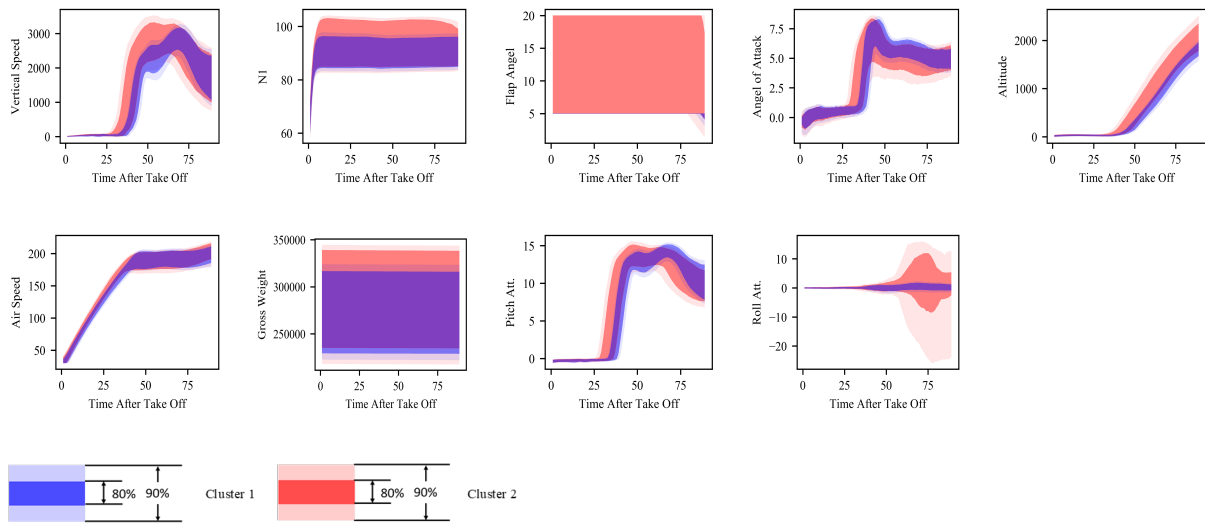 Vertical Speed
3000
2000
1000
0
0 25 50 75
Time After Take Off
N1
100
80
60
0 25 50 75
Time After Take Off
Flap Angel
20
15
10
5
0 25 50 75
Time After Take Off
Angel of Attack
7.5
5.0
2.5
0.0
0 25 50 75
Time After Take Off
Altitude
2000
1000
0
0 25 50 75
Time After Take Off
Air Speed
200
150
100
50
0 25 50 75
Time After Take Off
Gross Weight
350000
300000
250000
0 25 50 75
Time After Take Off
Pitch Att.
15
10
5
0
0 25 50 75
Time After Take Off
Roll Att.
10
0
−10
−20
0 25 50 75
Time After Take Off
80% 90% Cluster 1
80% 90% Cluster 2